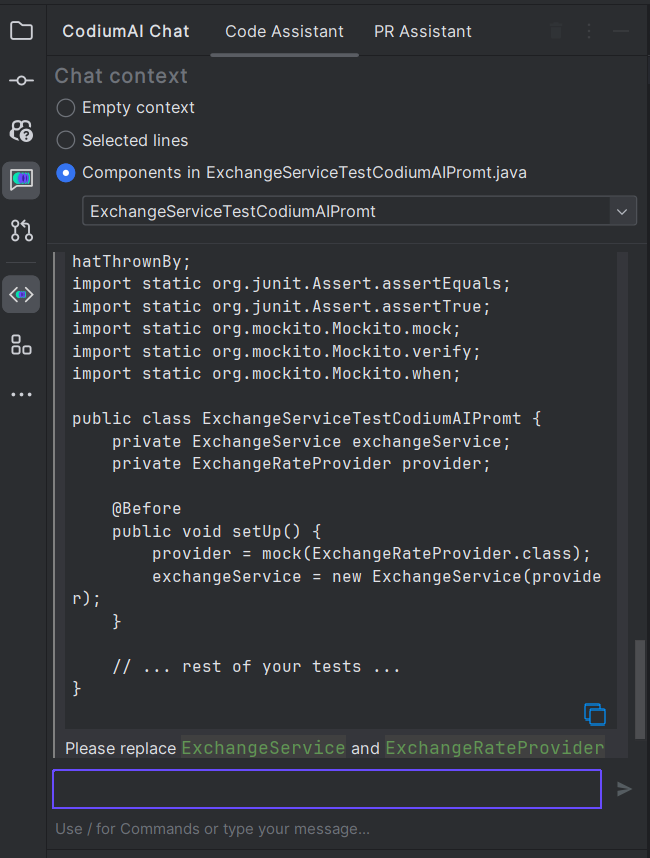 CodiumAI Chat Code Assistant PR Assistant
Chat context
Empty context
Selected lines
Components in ExchangeServiceTestCodiumAIPromt.java
ExchangeServiceTestCodiumAIPromt
hatThrownBy;
import static org.junit.Assert.assertEquals;
import static org.junit.Assert.assertTrue;
import static org.mockito.Mockito.mock;
import static org.mockito.Mockito.verify;
import static org.mockito.Mockito.when;
public class ExchangeServiceTestCodiumAIPromt {
    private ExchangeService exchangeService;
    private ExchangeRateProvider provider;
    @Before
    public void setUp() {
        provider = mock(ExchangeRateProvider.class);
        exchangeService = new ExchangeService(provide
r);
    }
    // ... rest of your tests ...
}
Please replace ExchangeService and ExchangeRateProvider
Use / for Commands or type your message...